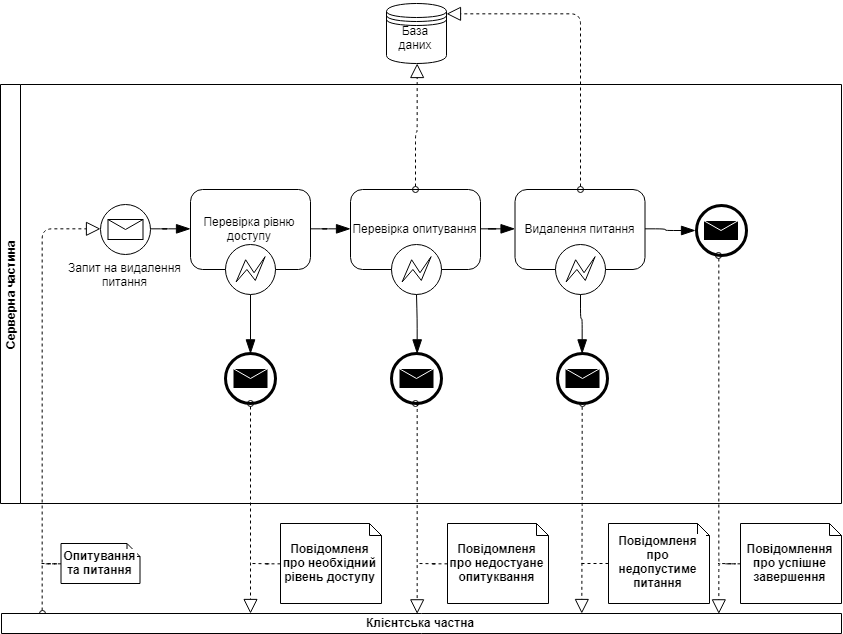 База
даних
Серверна частина
Перевірка рівню
доступу
Перевірка опитування
Видалення питання
Запит на видалення
питання
Опитування
та питання
Повідомленя
про необхідний
рівень доступу
Повідомленя
про недостуане
опитуквання
Повідомленя
про
недопустиме
питання
Повідомлення
про успішне
завершення
Клієнтська частна